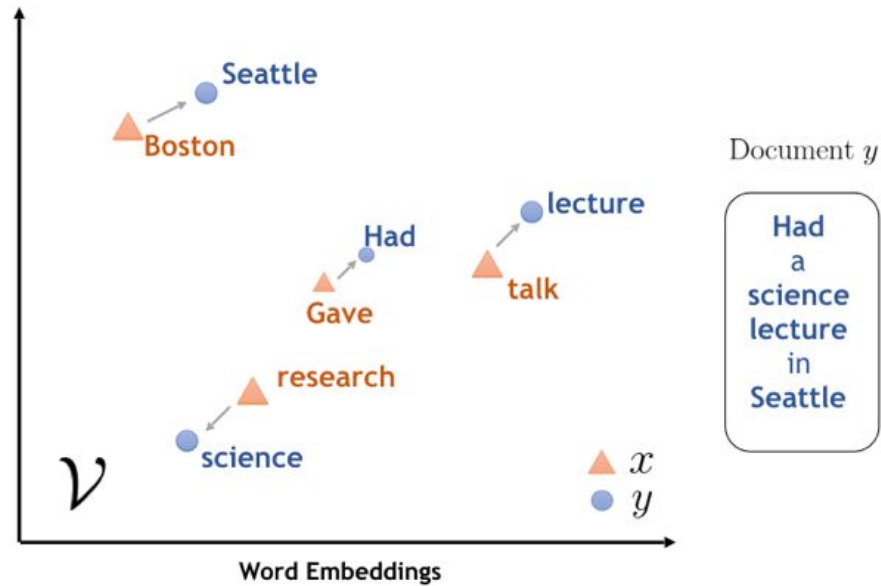 Seattle
Boston
Document y
lecture
Had
talk
Gave
research
science
Had
a
science
lecture
in
Seattle
x
y
𝒱
Word Embeddings